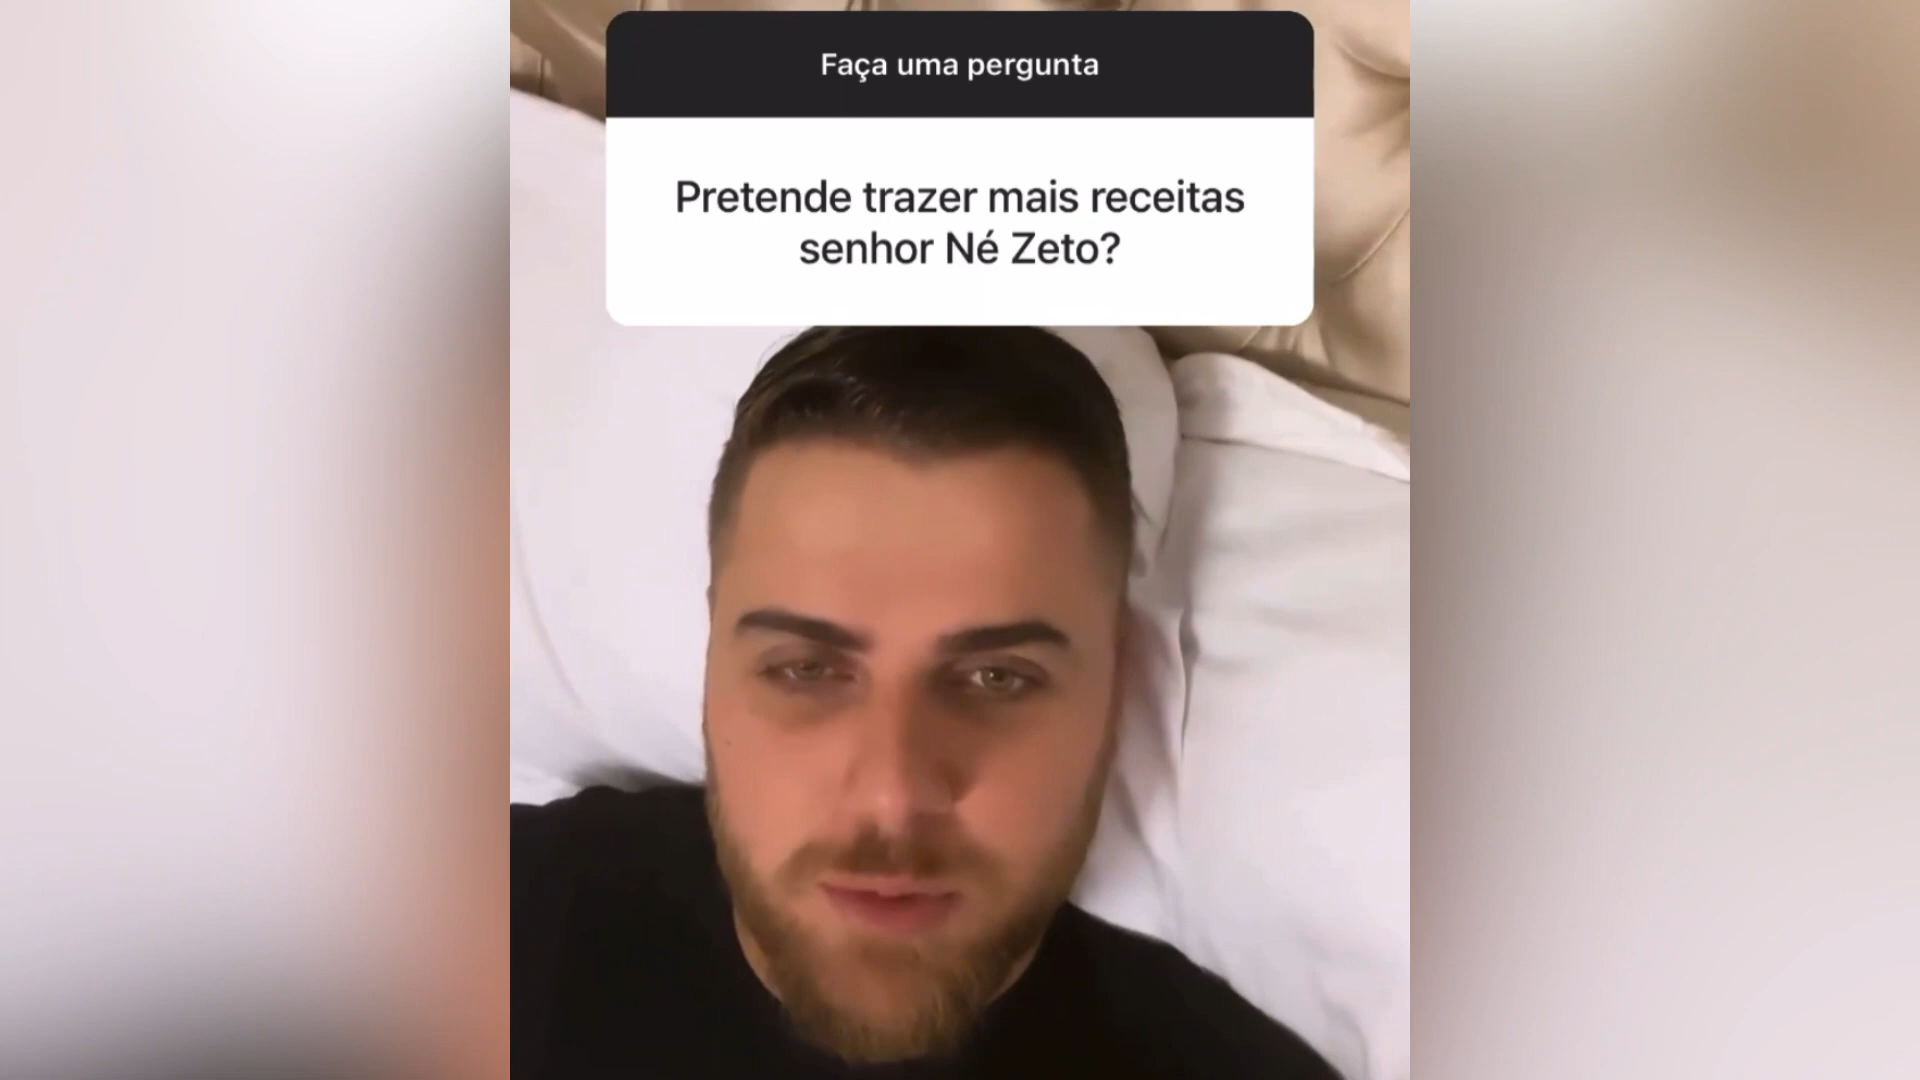 Faça uma pergunta
Pretende trazer mais receitas
senhor Né Zeto?